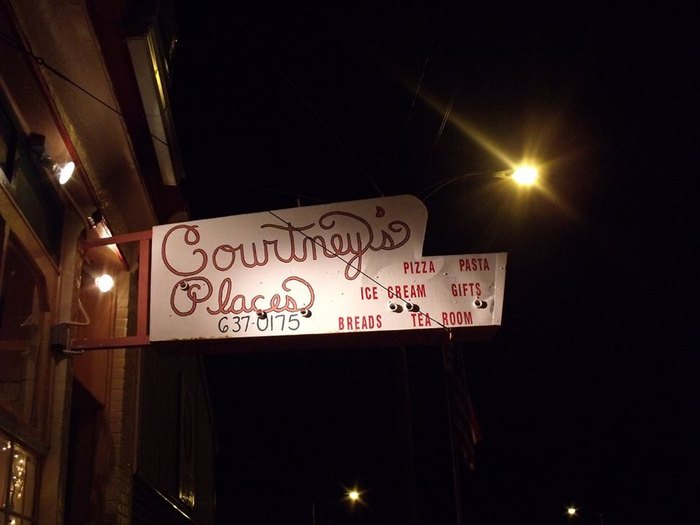 Courtney's
Places
637-0175
PIZZA PASTA
ICE CREAM GIFTS
BREADS TEA ROOM